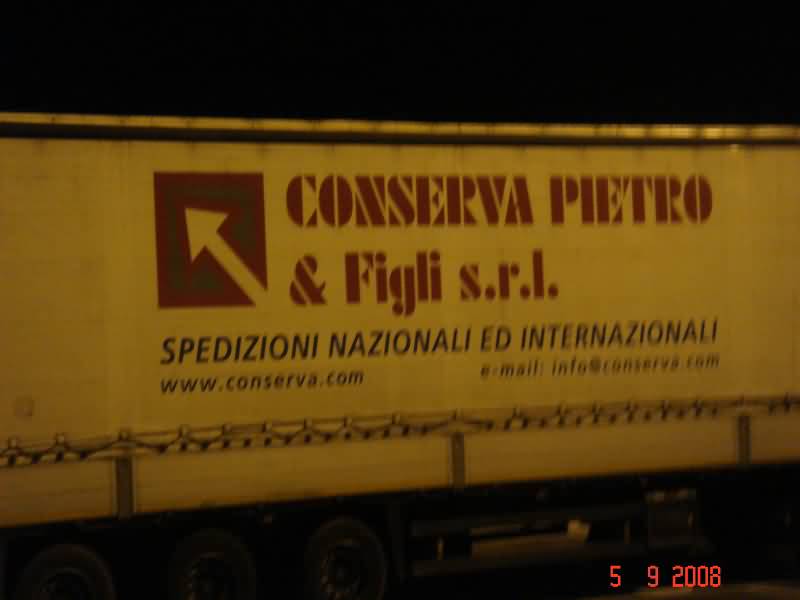 CONSERVA PIETRO
& Figli s.r.l.
SPEDIZIONI NAZIONALI ED INTERNAZIONALI
www.conserva.com
e-mail: info@conserva.com
5 9 2008